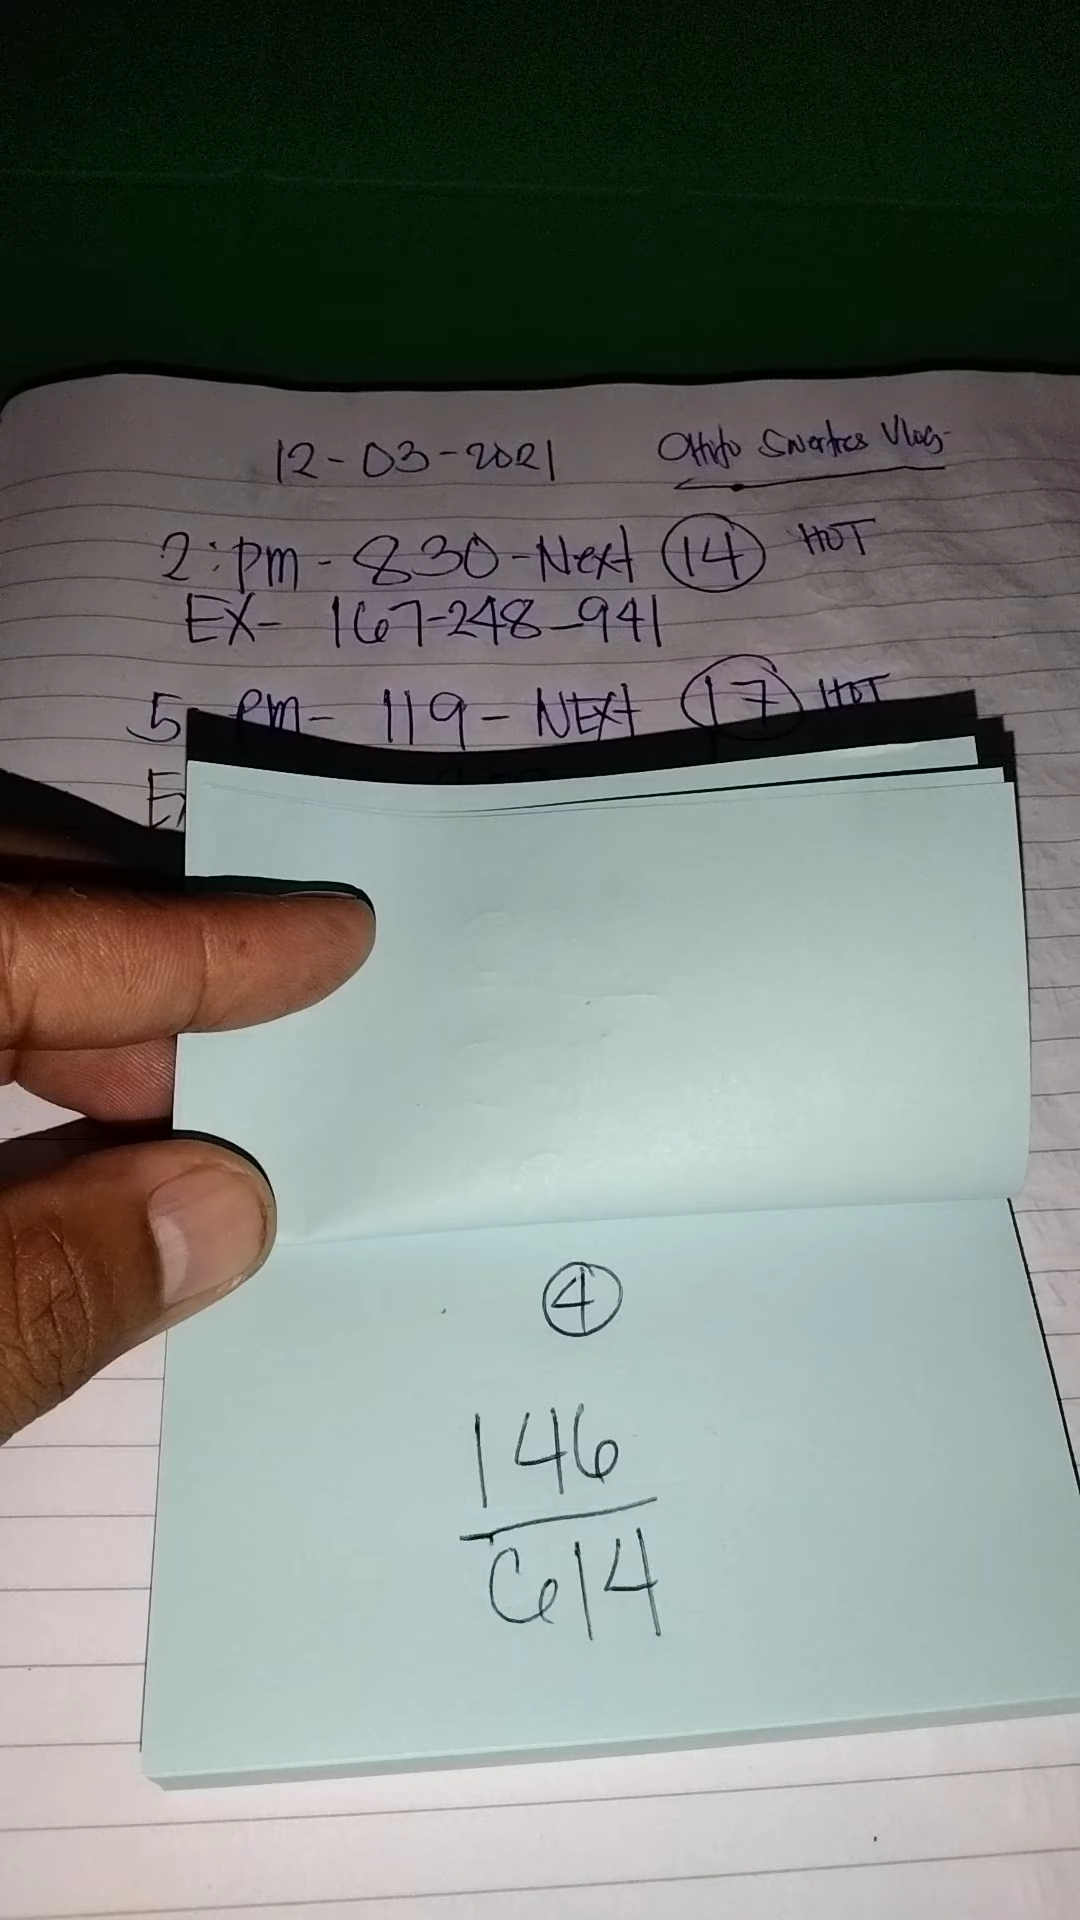 12-03-2021
Swertres Vlog-
2:pm - 830-Next 14 HOT
EX- 167-248-941
5 pm- 119- NEXt 17 HOT
4
146
614